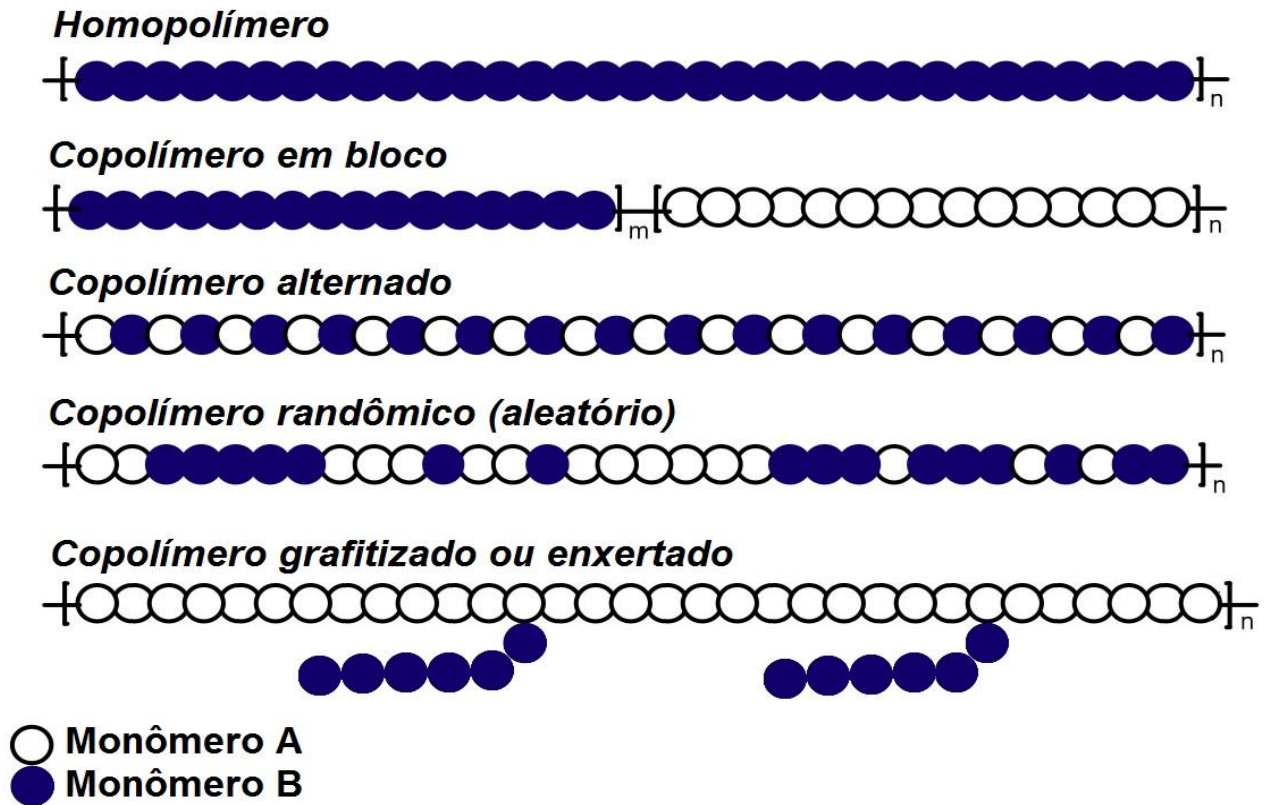 Homopolímero
n
Copolímero em bloco
m n
Copolímero alternado
n
Copolímero randômico (aleatório)
n
Copolímero grafitizado ou enxertado
n
Monômero A
Monômero B